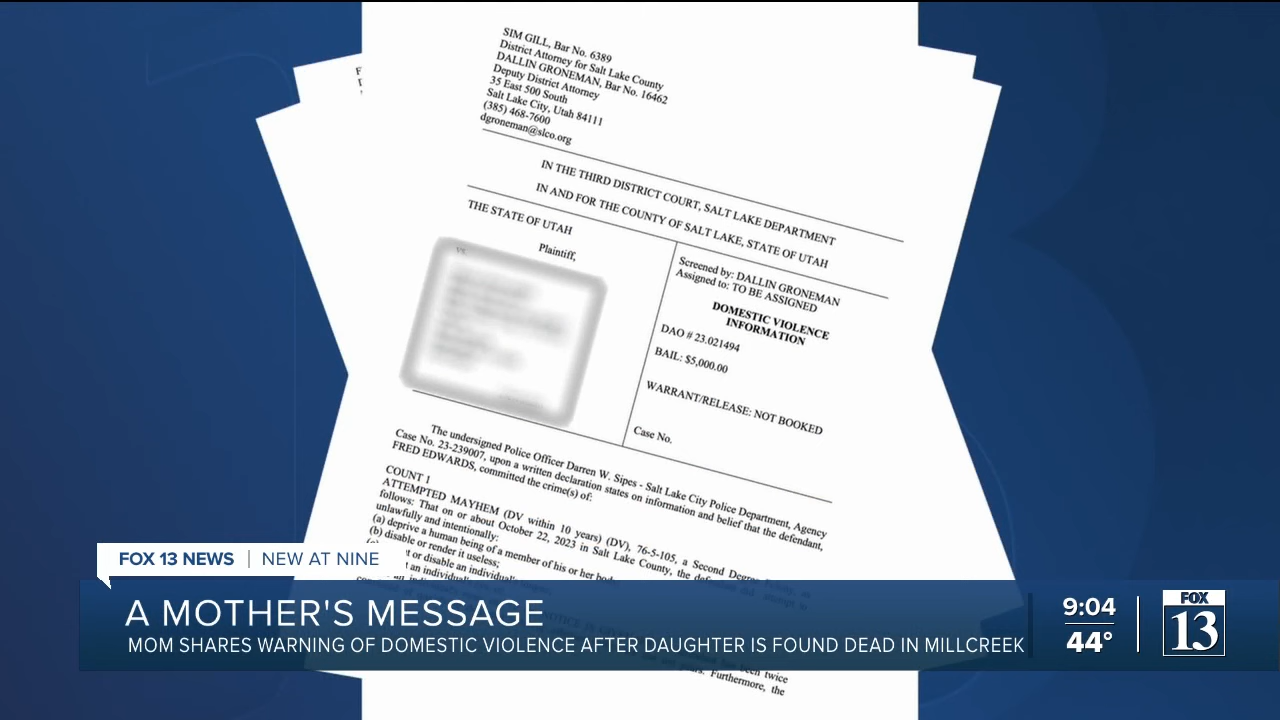 SIM GILL, Bar No. 6389
District Attorney for Salt Lake County
DALLIN GRONEMAN, Bar No. 16462
Deputy District Attorney
35 East 500 South
Salt Lake City, Utah 84111
(385) 468-7600
dgroneman@slco.org
IN THE THIRD DISTRICT COURT, SALT LAKE DEPARTMENT
IN AND FOR THE COUNTY OF SALT LAKE, STATE OF UTAH
THE STATE OF UTAH
Plaintiff,
Screened by: DALLIN GRONEMAN
Assigned to: TO BE ASSIGNED
DOMESTIC VIOLENCE
INFORMATION
DAO # 23.021494
BAIL: $5,000.00
WARRANT/RELEASE: NOT BOOKED
Case No.
The undersigned Police Officer Darren W. Sipes - Salt Lake City Police Department, Agency
Case No. 23-239007, upon a written declaration states on information and belief that the defendant,
FRED EDWARDS, committed the crime(s) of:
COUNT 1
ATTEMPTED MAYHEM (DV within 10 years) (DV), 76-5-105, a Second Degree
follows: That on or about October 22, 2023 in Salt Lake County, the
unlawfully and intentionally:
(a) deprive a human being of a member of his or her
(b) disable or render it useless;
or disable an
an
twice
Furthermore, the
FOX 13 NEWS | NEW AT NINE
A MOTHER'S MESSAGE
MOM SHARES WARNING OF DOMESTIC VIOLENCE AFTER DAUGHTER IS FOUND DEAD IN MILLCREEK
9:04
44°
FOX
13